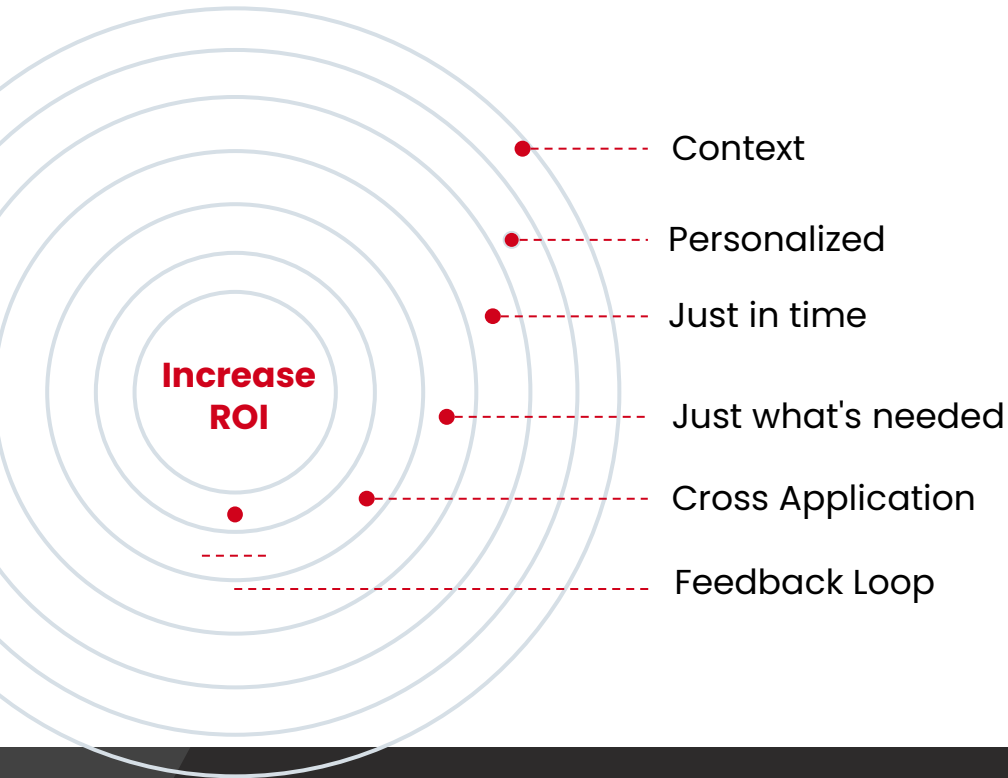 Context
Personalized
Just in time
Increase
ROI
Just what's needed
Cross Application
Feedback Loop